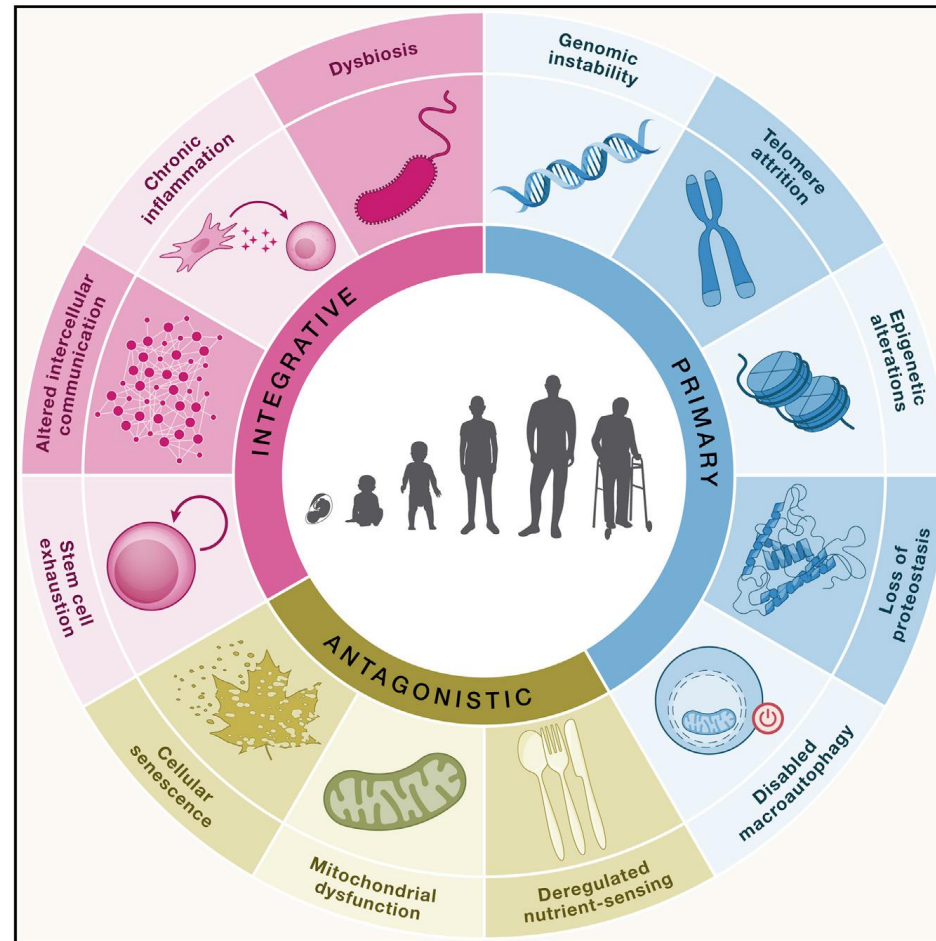 Dysbiosis
Genomic
instability
Telomere
attrition
Epigenetic
alterations
Loss of
proteostasis
Disabled
macroautophagy
Deregulated
nutrient-sensing
Mitochondrial
dysfunction
Cellular
senescence
Stem cell
exhaustion
Altered intercellular
communication
Chronic
inflammation
INTEGRATIVE
PRIMARY
ANTAGONISTIC